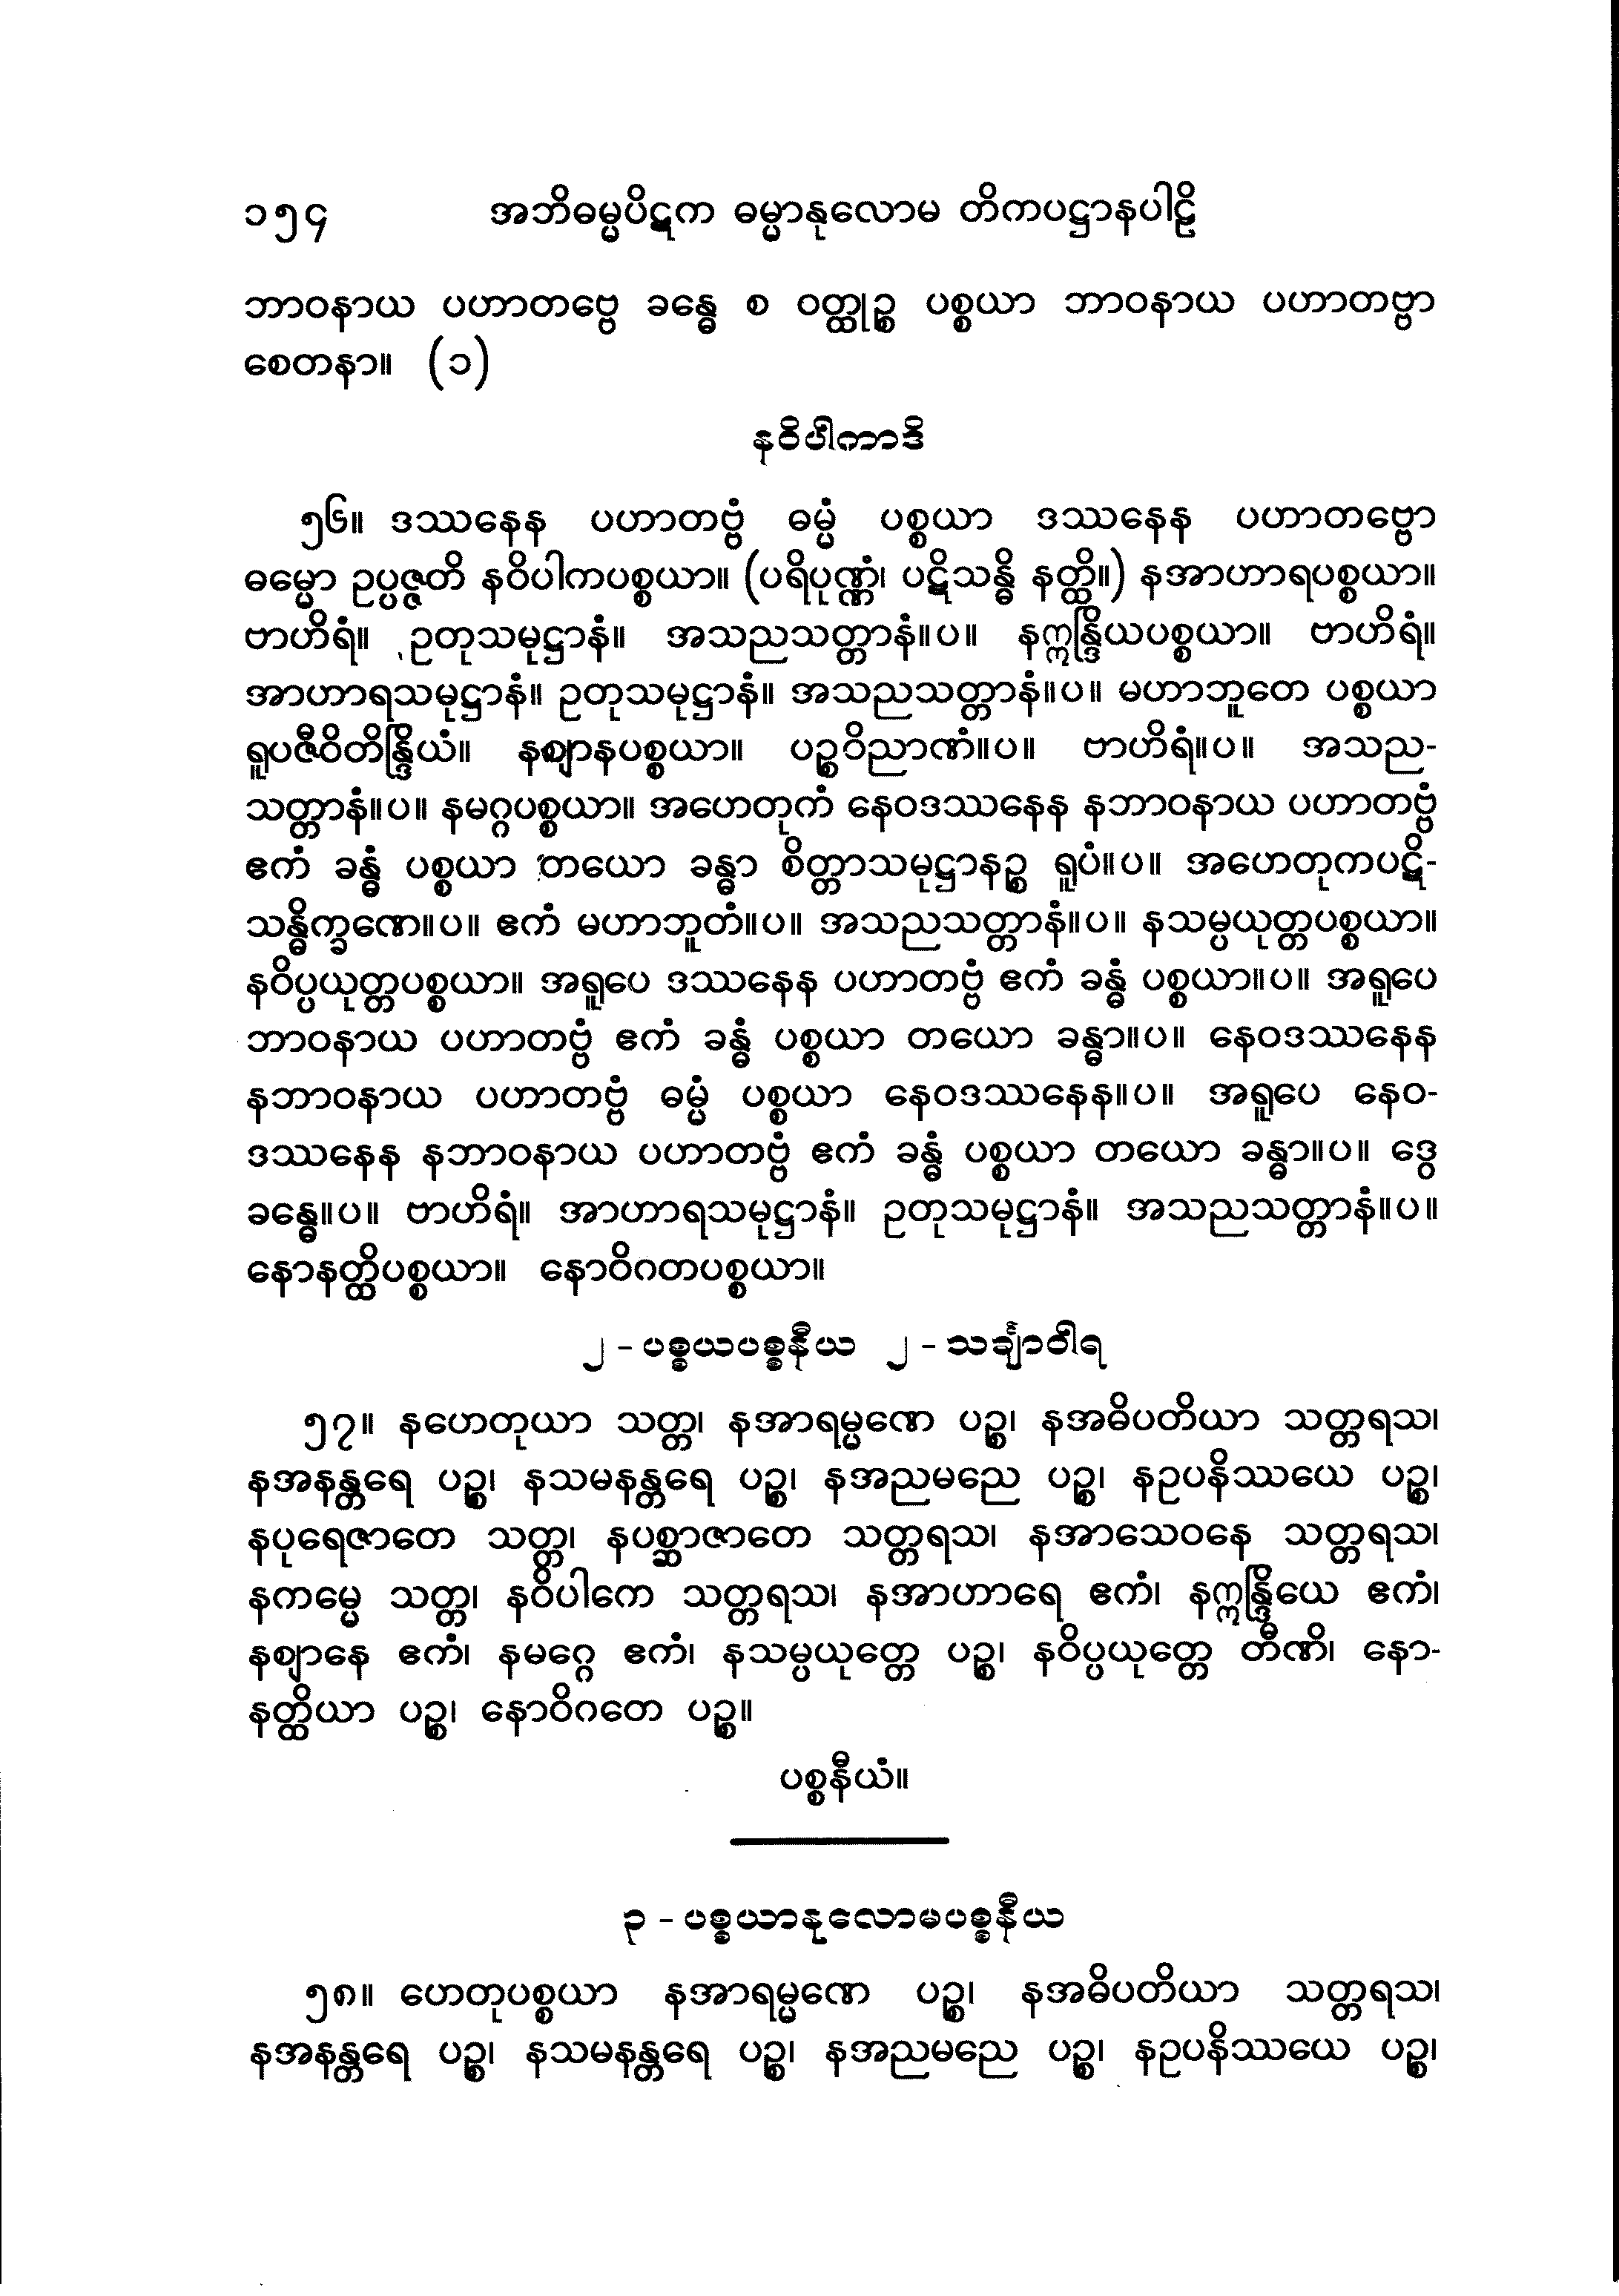 ၁၅၄ အဘိဓမ္မပိဋက ဓမ္မာနုလောမ တိကပဋ္ဌာနပါဠိ
ဘာဝနာယ ပဟာတဗ္ဗေ ခန္ဓေ စ ဝတ္ထုဉ္စ ပစ္စယာ ဘာဝနာယ ပဟာတဗ္ဗာ
စေတနာ။ (၁)
နဝိပါကာဒိ
၅၆။ ဒဿနေန ပဟာတဗ္ဗံ ဓမ္မံ ပစ္စယာ ဒဿနေန ပဟာတဗ္ဗော
ဓမ္မော ဥပ္ပဇ္ဇတိ နဝိပါကပစ္စယာ။ (ပရိပုဏ္ဏံ၊ ပဋိသန္ဓိ နတ္ထိ။) နအာဟာရပစ္စယာ။
ဗာဟိရံ။ ဥတုသမုဋ္ဌာနံ။ အသညသတ္တာနံ။ပ။ နဣန္ဒြိယပစ္စယာ။ ဗာဟိရံ။
အာဟာရသမုဋ္ဌာနံ။ ဥတုသမုဋ္ဌာနံ။ အသညသတ္တာနံ။ပ။ မဟာဘူတေ ပစ္စယာ
ရူပဇီဝိတိန္ဒြိယံ။ နဈာနပစ္စယာ။ ပဉ္စဝိညာဏံ။ပ။ ဗာဟိရံ။ပ။ အသည-
သတ္တာနံ။ပ။ နမဂ္ဂပစ္စယာ။ အဟေတုကံ နေဝဒဿနေန နဘာဝနာယ ပဟာတဗ္ဗံ
ဧကံ ခန္ဓံ ပစ္စယာ တယော ခန္ဓာ စိတ္တာသမုဋ္ဌာနဉ္စ ရူပံ။ပ။ အဟေတုကပဋိ-
သန္ဓိက္ခဏေ။ပ။ ဧကံ မဟာဘူတံ။ပ။ အသညသတ္တာနံ။ပ။ နသမ္ပယုတ္တပစ္စယာ။
နဝိပ္ပယုတ္တပစ္စယာ။ အရူပေ ဒဿနေန ပဟာတဗ္ဗံ ဧကံ ခန္ဓံ ပစ္စယာ။ပ။ အရူပေ
ဘာဝနာယ ပဟာတဗ္ဗံ ဧကံ ခန္ဓံ ပစ္စယာ တယော ခန္ဓာ။ပ။ နေဝဒဿနေန
နဘာဝနာယ ပဟာတဗ္ဗံ ဓမ္မံ ပစ္စယာ နေဝဒဿနေန။ပ။ အရူပေ နေဝ-
ဒဿနေန နဘာဝနာယ ပဟာတဗ္ဗံ ဧကံ ခန္ဓံ ပစ္စယာ တယော ခန္ဓာ။ပ။ ဒွေ
ခန္ဓေ။ပ။ ဗာဟိရံ။ အာဟာရသမုဋ္ဌာနံ။ ဥတုသမုဋ္ဌာနံ။ အသညသတ္တာနံ။ပ။
နောနတ္ထိပစ္စယာ။ နောဝိဂတပစ္စယာ။
၂ - ပစ္စယပစ္စနီယ ၂ - သင်္ချာဝါရ
၅၇။ နဟေတုယာ သတ္တ၊ နအာရမ္မဏေ ပဉ္စ၊ နအဓိပတိယာ သတ္တရသ၊
နအနန္တရေ ပဉ္စ၊ နသမနန္တရေ ပဉ္စ၊ နအညမညေ ပဉ္စ၊ နဥပနိဿယေ ပဉ္စ၊
နပုရေဇာတေ သတ္တ၊ နပစ္ဆာဇာတေ သတ္တရသ၊ နအာသေဝနေ သတ္တရသ၊
နကမ္မေ သတ္တ၊ နဝိပါကေ သတ္တရသ၊ နအာဟာရေ ဧကံ၊ နဣန္ဒြိယေ ဧကံ၊
နဈာနေ ဧကံ၊ နမဂ္ဂေ ဧကံ၊ နသမ္ပယုတ္တေ ပဉ္စ၊ နဝိပ္ပယုတ္တေ တီဏိ၊ နော-
နတ္ထိယာ ပဉ္စ၊ နောဝိဂတေ ပဉ္စ။
ပစ္စနီယံ။
၃ - ပစ္စယာနုလောမပစ္စနီယ
၅၈။ ဟေတုပစ္စယာ နအာရမ္မဏေ ပဉ္စ၊ နအဓိပတိယာ သတ္တရသ၊
နအနန္တရေ ပဉ္စ၊ နသမနန္တရေ ပဉ္စ၊ နအညမညေ ပဉ္စ၊ နဥပနိဿယေ ပဉ္စ၊